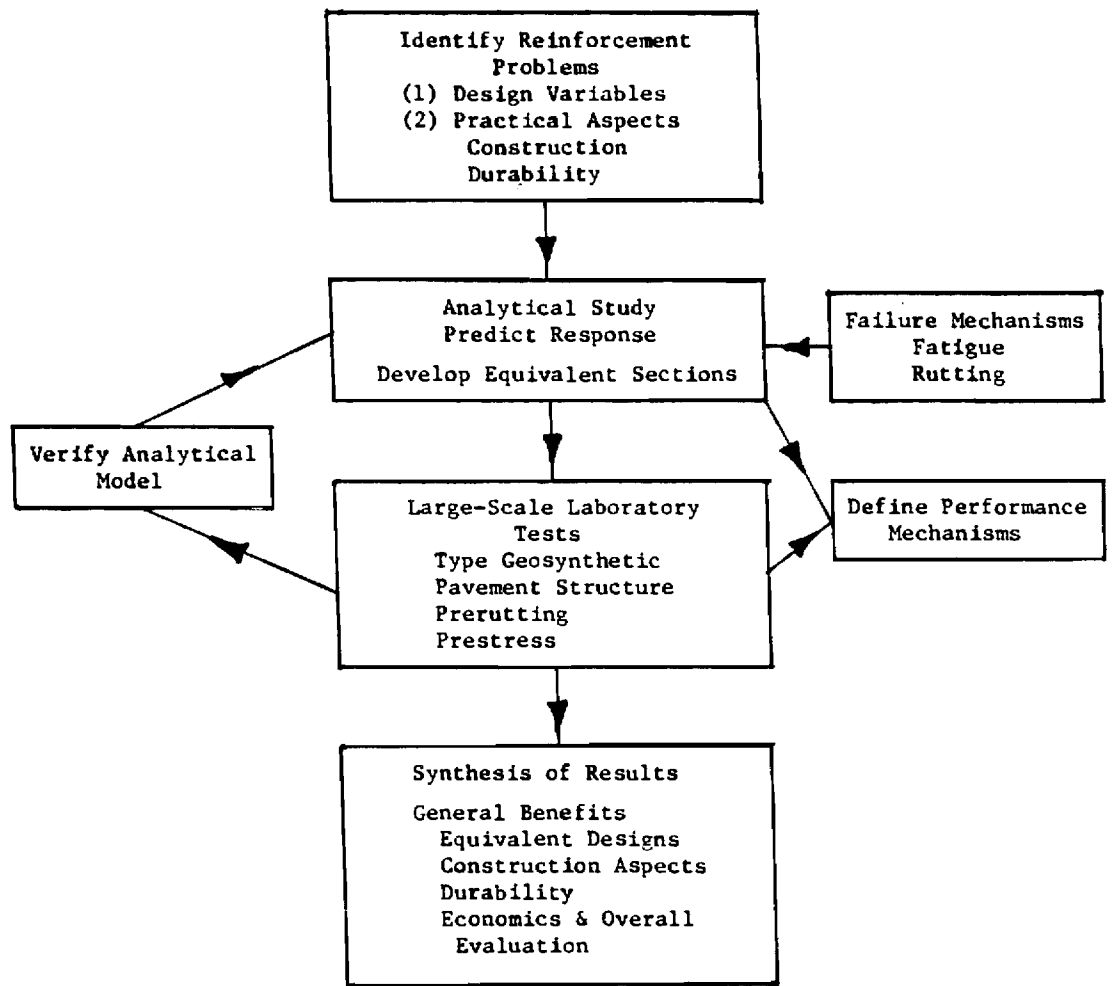 Identify Reinforcement
Problems
(1) Design Variables
(2) Practical Aspects
Construction
Durability
Analytical Study
Predict Response
Develop Equivalent Sections
Failure Mechanisms
Fatigue
Rutting
Verify Analytical
Model
Large-Scale Laboratory
Tests
Type Geosynthetic
Pavement Structure
Prerutting
Prestress
Define Performance
Mechanisms
Synthesis of Results
General Benefits
Equivalent Designs
Construction Aspects
Durability
Economics & Overall
Evaluation